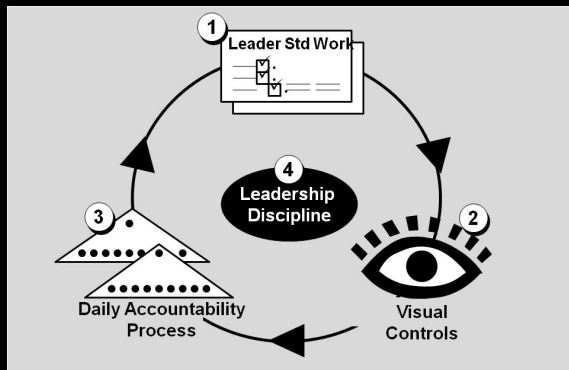 1
Leader Std Work
4
Leadership
Discipline
3
2
Daily Accountability
Process
Visual
Controls